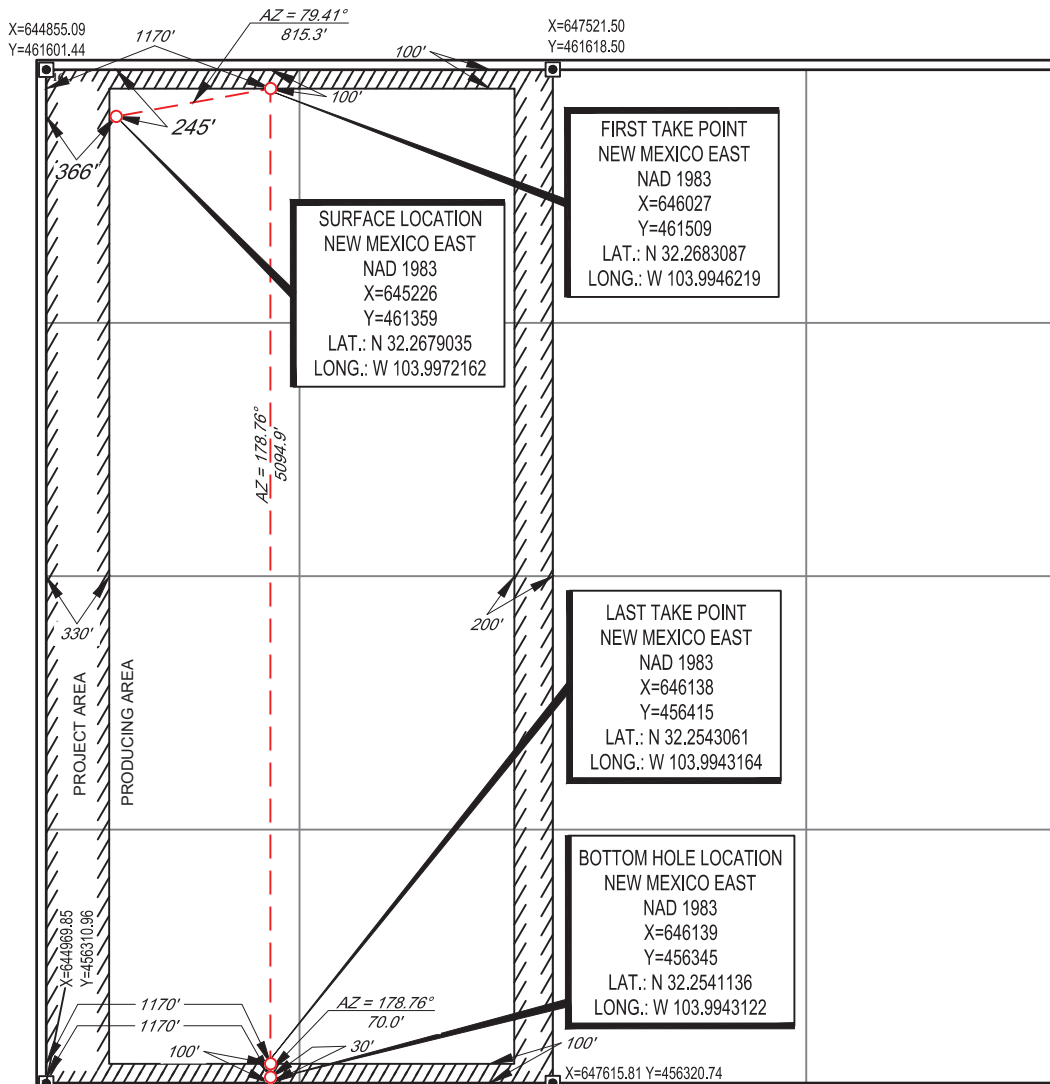 X=644855.09
Y=461601.44
AZ = 79.41°
815.3'
X=647521.50
Y=461618.50
1170'
100'
100'
245'
366'
FIRST TAKE POINT
NEW MEXICO EAST
NAD 1983
X=646027
Y=461509
LAT.: N 32.2683087
LONG.: W 103.9946219
SURFACE LOCATION
NEW MEXICO EAST
NAD 1983
X=645226
Y=461359
LAT.: N 32.2679035
LONG.: W 103.9972162
AZ = 178.76°
5094.9'
330'
200'
PROJECT AREA
PRODUCING AREA
LAST TAKE POINT
NEW MEXICO EAST
NAD 1983
X=646138
Y=456415
LAT.: N 32.2543061
LONG.: W 103.9943164
BOTTOM HOLE LOCATION
NEW MEXICO EAST
NAD 1983
X=646139
Y=456345
LAT.: N 32.2541136
LONG.: W 103.9943122
X=644969.85
Y=456310.96
1170'
1170'
AZ = 178.76°
70.0'
100'
30'
100'
X=647615.81 Y=456320.74